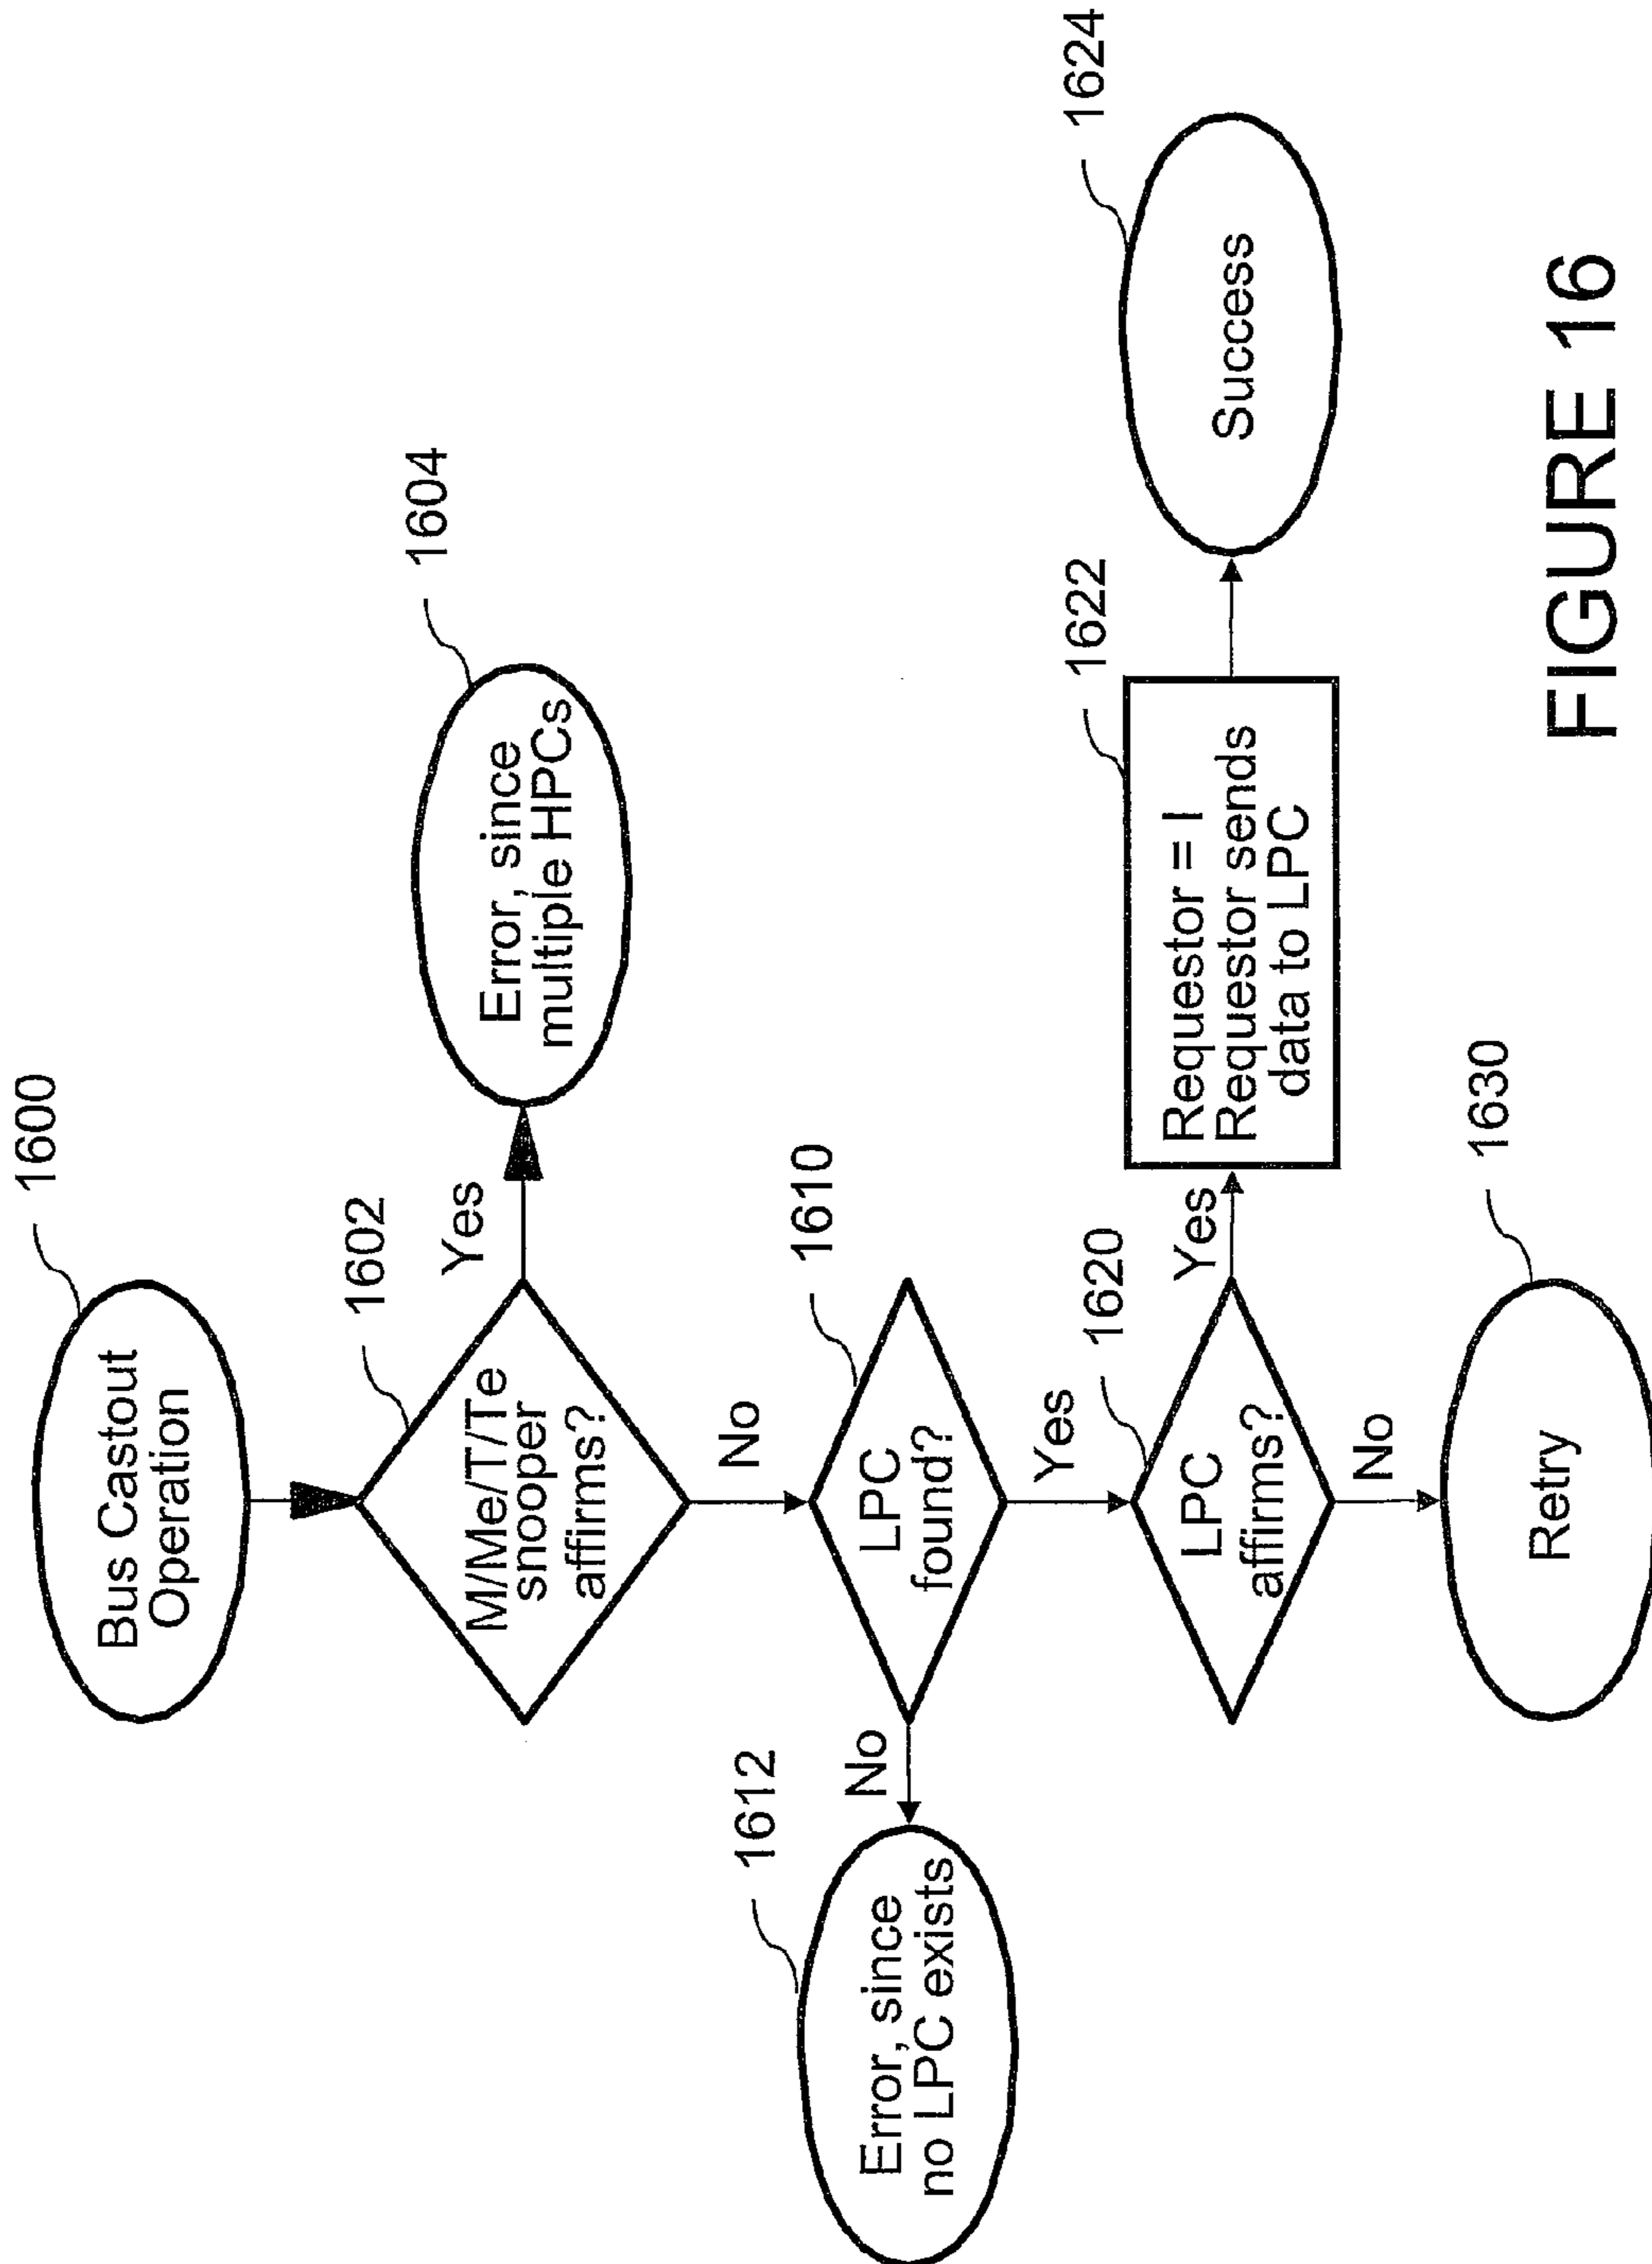 1600
Bus Castout
Operation
1602
M/Me/T/Te
snooper
affirms?
Yes
1604
Error, since
multiple HPCs
No
1610
LPC
found?
No
1612
Error, since
no LPC exists
Yes
1620
LPC
affirms?
Yes
1622
Requestor = I
Requestor sends
data to LPC
1624
Success
No
1630
Retry
FIGURE 16